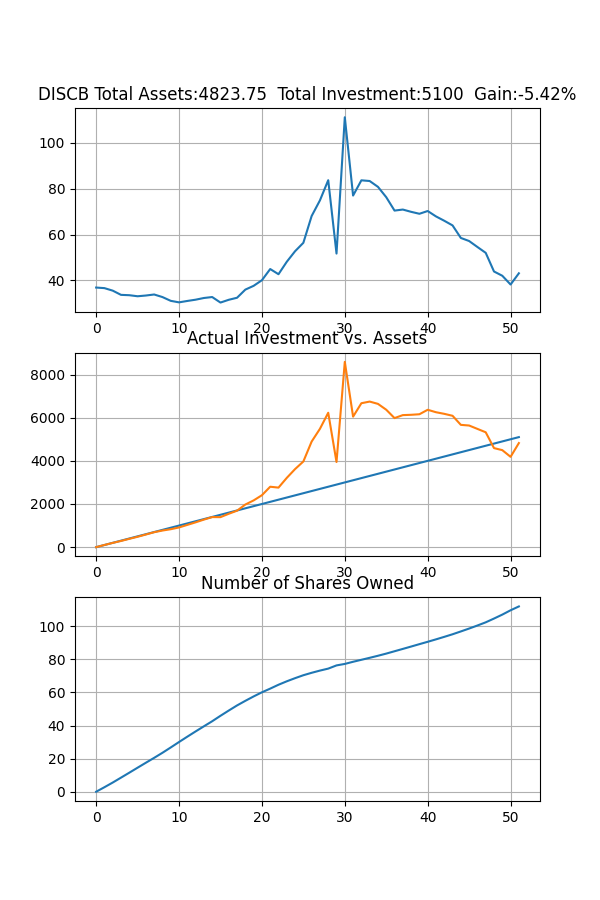 DISCB Total Assets:4823.75  Total Investment:5100  Gain:-5.42%
100
80
60
40
0 10 20 30 40 50
Actual Investment vs. Assets
8000
6000
4000
2000
0
0 10 20 30 40 50
Number of Shares Owned
100
80
60
40
20
0
0 10 20 30 40 50